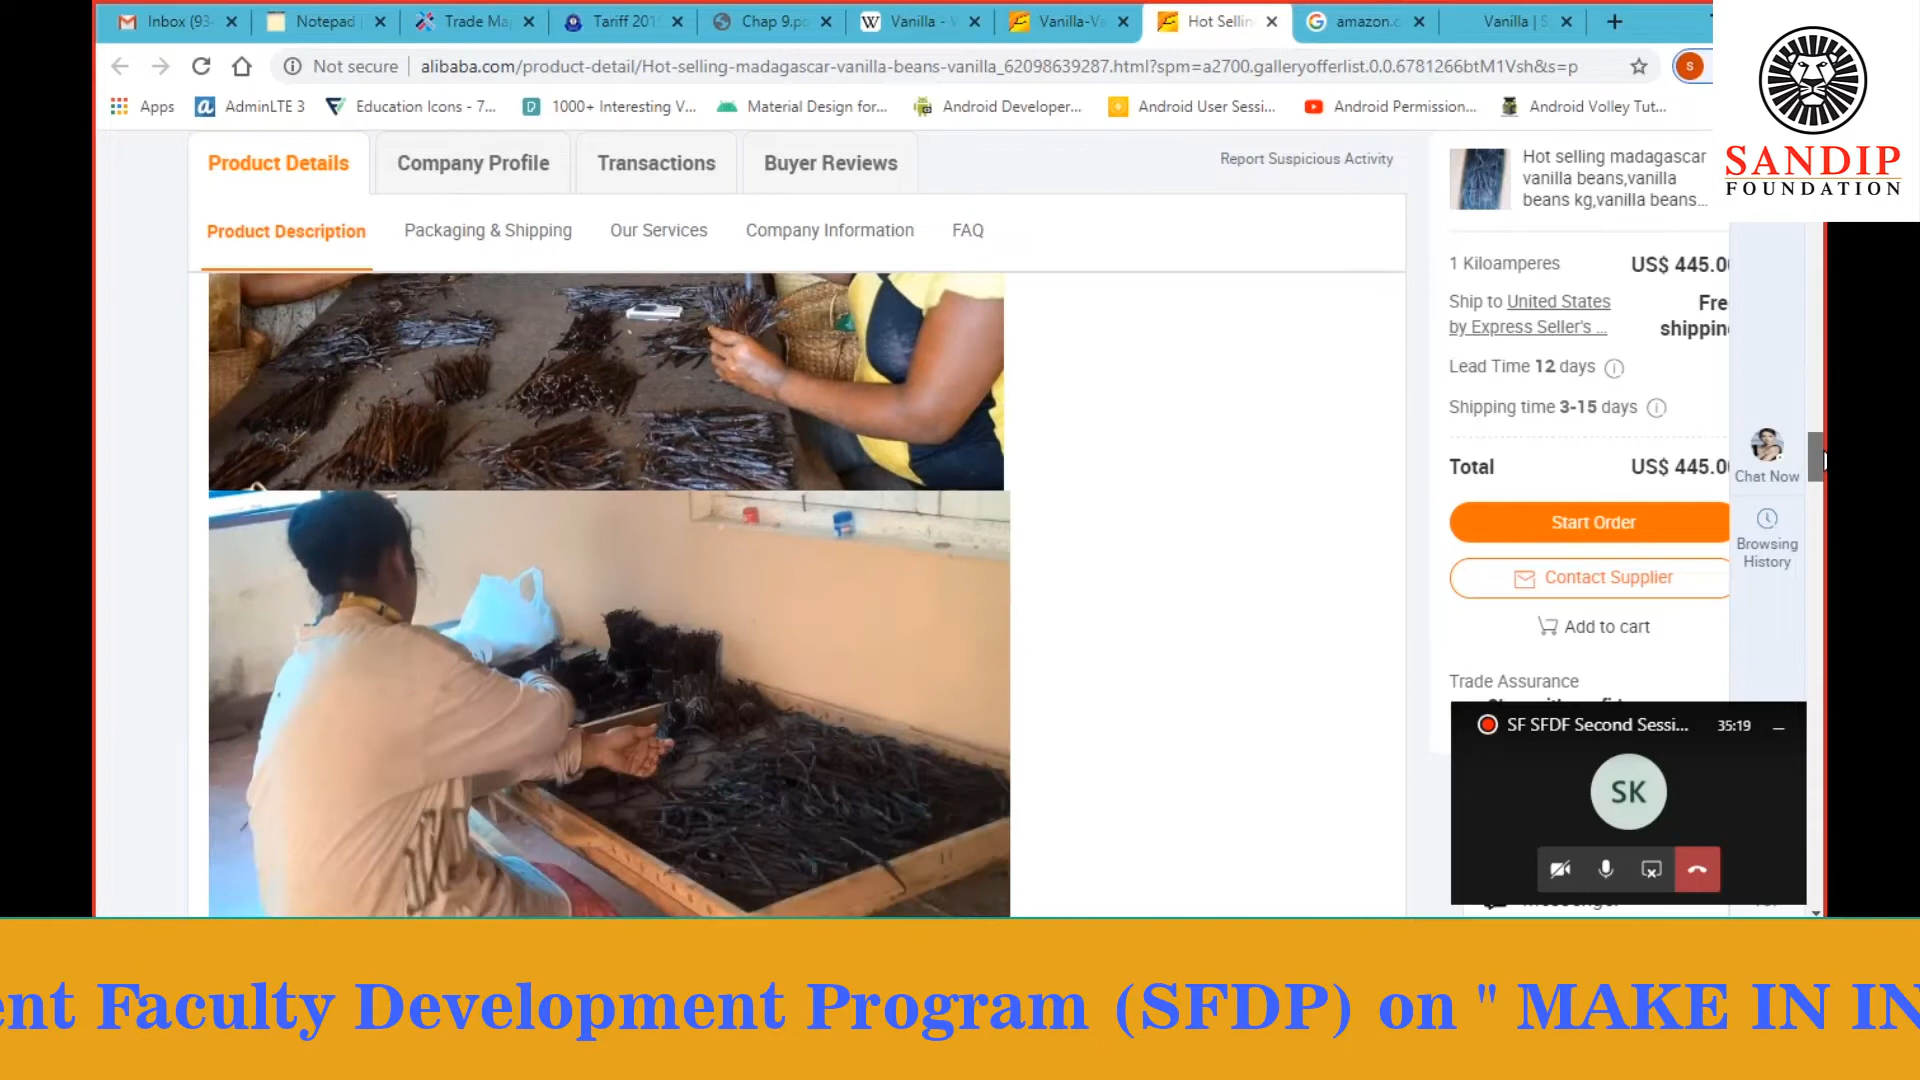 Inbox (93-
Notepad
Trade Ma
Tariff 201
Chap 9.p
Vanilla -
Vanilla-Va
Hot Sellin
amazon.c
Vanilla | S
Not secure
alibaba.com/product-detail/Hot-selling-madagascar-vanilla-beans-vanilla_62098639287.html?spm=a2700.galleryofferlist.0.0.6781266btM1Vsh&s=p
S
Apps
AdminLTE 3
Education Icons - 7...
1000+ Interesting V...
Material Design for...
Android Developer...
Android User Sessi...
Android Permission...
Android Volley Tut...
SANDIP
FOUNDATION
Product Details
Company Profile
Transactions
Buyer Reviews
Report Suspicious Activity
Product Description
Packaging & Shipping
Our Services
Company Information
FAQ
Hot selling madagascar
vanilla beans,vanilla
beans kg,vanilla beans...
1 Kiloamperes
US$ 445.0
Ship to United States
by Express Seller's ...
Fre
shippin
Lead Time 12 days
Shipping time 3-15 days
Total
US$ 445.0
Start Order
Contact Supplier
Add to cart
Chat Now
Browsing
History
Trade Assurance
SF SFDF Second Sessi...
35:19
SK
ent Faculty Development Program (SFDP) on " MAKE IN IN